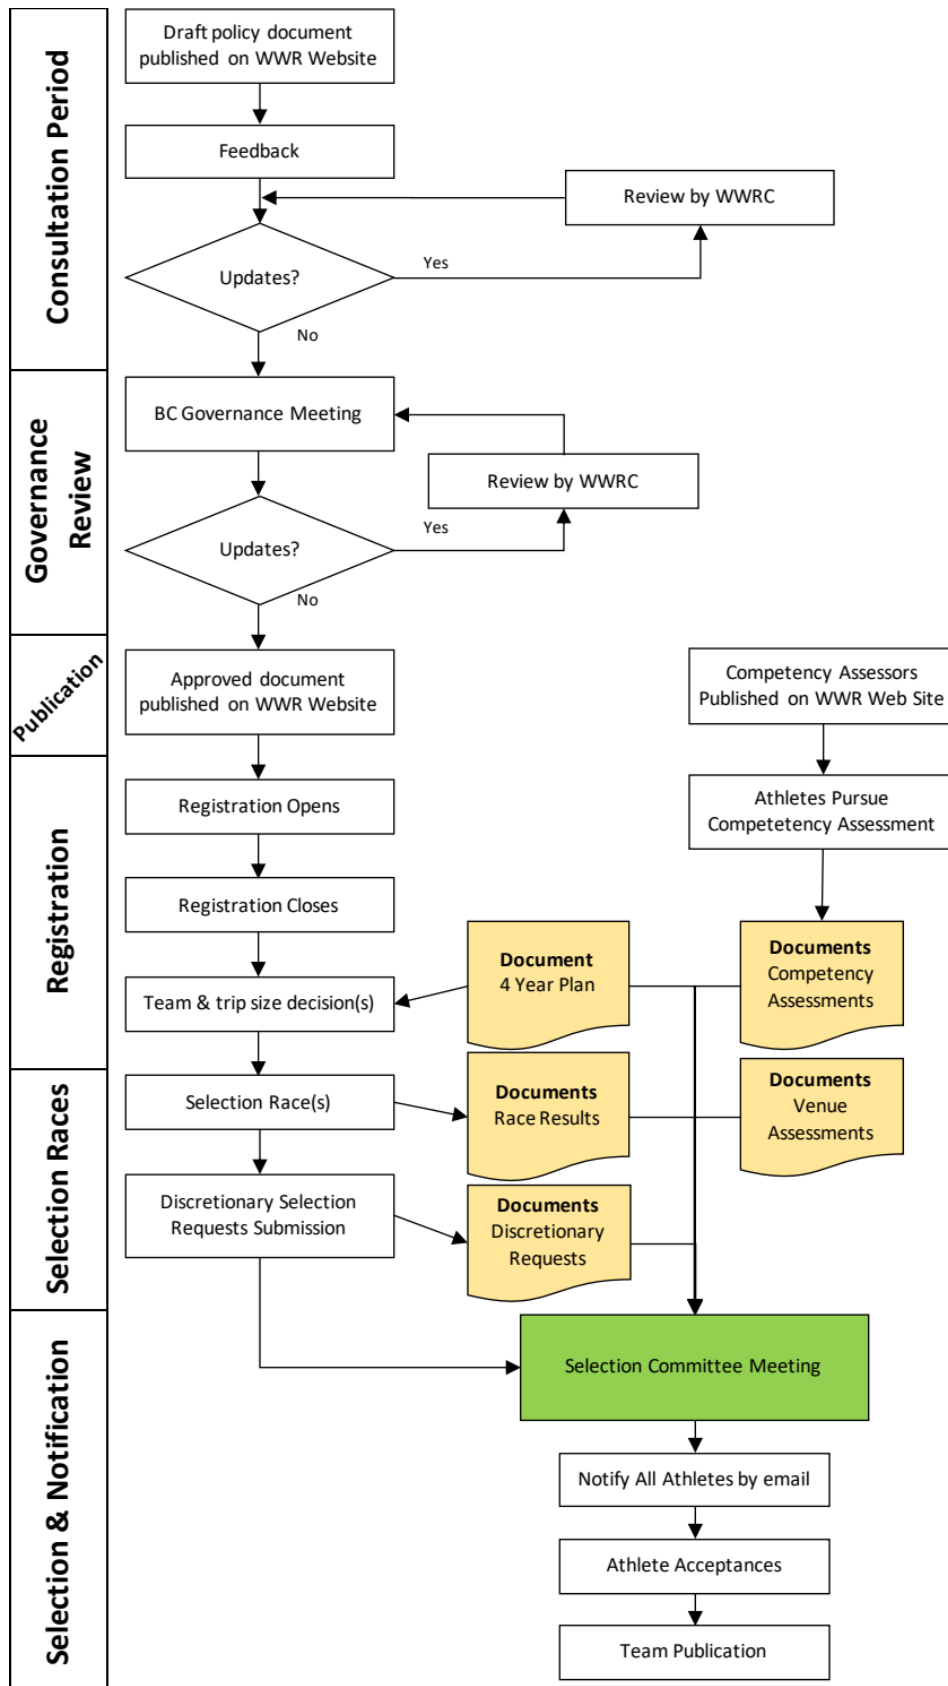 Consultation Period
Draft policy document
published on WWR Website
Feedback
Review by WWRC
Updates?
Yes
No
Governance
Review
BC Governance Meeting
Review by WWRC
Yes
Updates?
No
Publication
Approved document
published on WWR Website
Competency Assessors
Published on WWR Web Site
Registration
Registration Opens
Athletes Pursue
Competetency Assessment
Registration Closes
Document
4 Year Plan
Documents
Competency
Assessments
Team & trip size decision(s)
Selection Races
Selection Race(s)
Documents
Race Results
Documents
Venue
Assessments
Discretionary Selection
Requests Submission
Documents
Discretionary
Requests
Selection & Notification
Selection Committee Meeting
Notify All Athletes by email
Athlete Acceptances
Team Publication